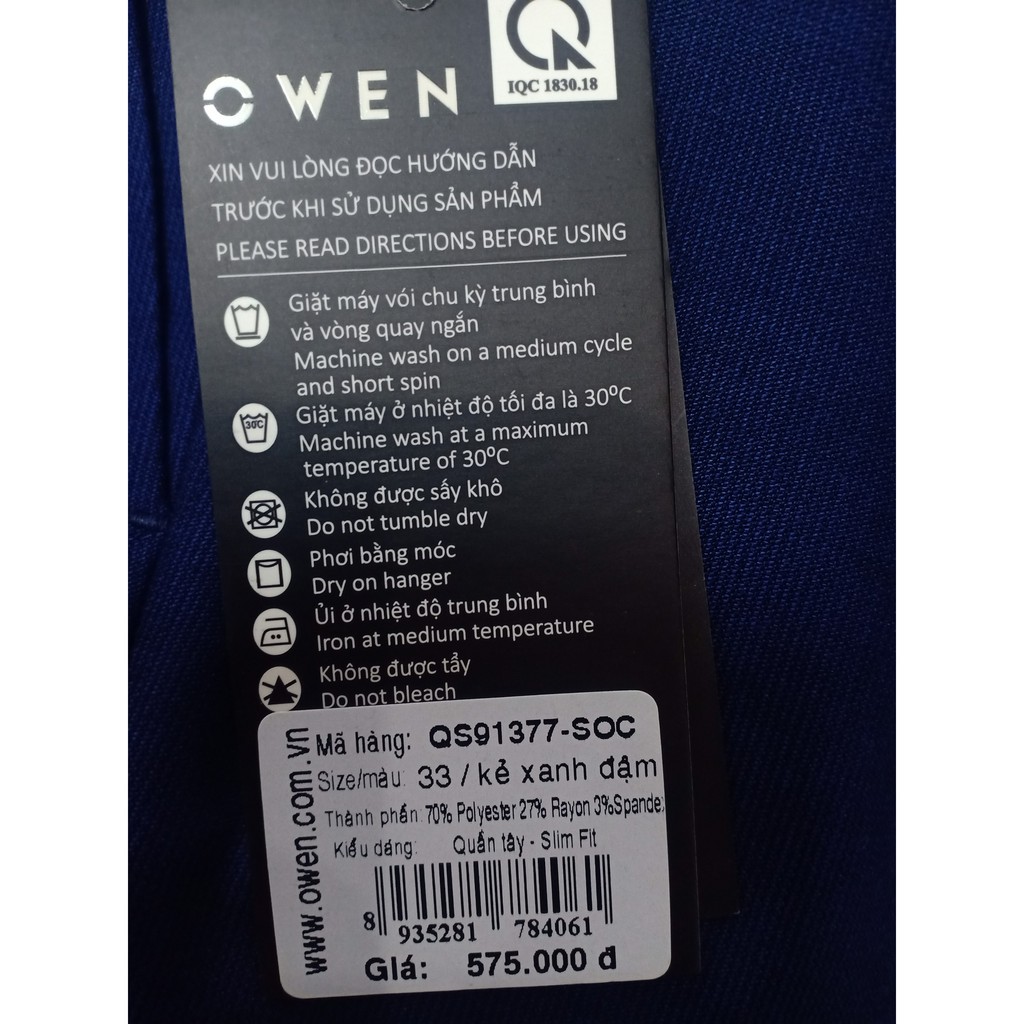 IQC 1830.18
OWEN
XIN VUI LÒNG ĐỌC HƯỚNG DẪN
TRƯỚC KHI SỬ DỤNG SẢN PHẨM
PLEASE READ DIRECTIONS BEFORE USING
Giặt máy vói chu kỳ trung bình
và vòng quay ngắn
Machine wash on a medium cycle
and short spin
30C
Giặt máy ở nhiệt độ tối đa là 30⁰C
Machine wash at a maximum
temperature of 30⁰C
Không được sấy khô
Do not tumble dry
Phơi bằng móc
Dry on hanger
Ủi ở nhiệt độ trung bình
Iron at medium temperature
Không được tẩy
Do not bleach
www.owen.com.vn
Mã hàng: QS91377-SOC
Size/màu: 33 / kẻ xanh đậm
Thành phần: 70% Polyester 27% Rayon 3%Spandex
Kiểu dáng: Quần tây - Slim Fit
8 935281 784061
Giá: 575.000 đ